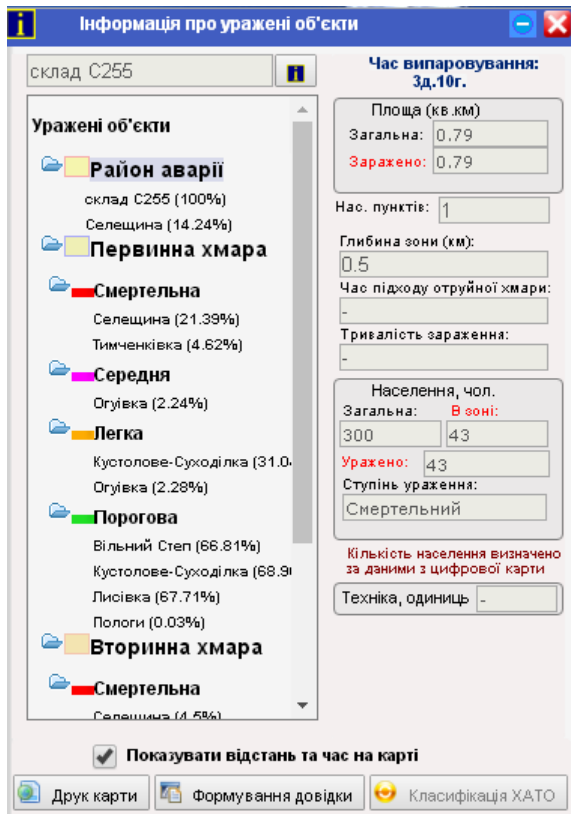 Інформація про уражені об'єкти
склад С255
Час випаровування:
3д.10г.
Уражені об'єкти
Район аварії
склад С255 (100%)
Селещина (14.24%)
Первинна хмара
Смертельна
Селещина (21.39%)
Тимченківка (4.62%)
Середня
Огуївка (2.24%)
Легка
Кустолове-Суходілка (31.0
Огуївка (2.28%)
Порогова
Вільний Степ (66.81%)
Кустолове-Суходілка (68.9
Лисівка (67.71%)
Пологи (0.03%)
Вторинна хмара
Смертельна
Селещина (4.5%)
Площа (кв.км)
Загальна: 0.79
Заражено: 0.79
Нас. пунктів: 1
Глибина зони (км):
0.5
Час підходу отруйної хмари:
-
Тривалість зараження:
-
Населення, чол.
Загальна: В зоні:
300 43
Уражено: 43
Ступінь ураження:
Смертельний
Кількість населення визначено
за даними з цифрової карти
Техніка, одиниць -
Показувати відстань та час на карті
Друк карти Формування довідки Класифікація ХАТО